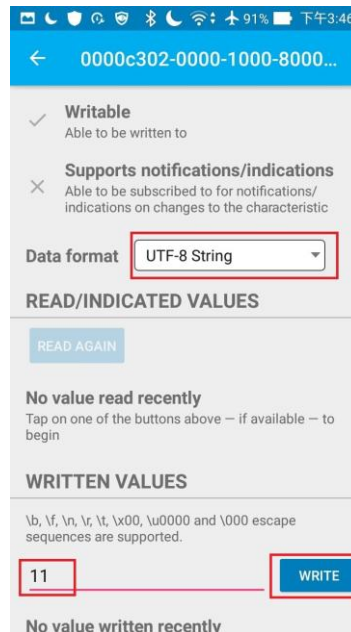 91% 下午3:46
0000c302-0000-1000-8000...
Writable
Able to be written to
Supports notifications/indications
Able to be subscribed to for notifications/
indications on changes to the characteristic
Data format UTF-8 String
READ/INDICATED VALUES
READ AGAIN
No value read recently
Tap on one of the buttons above — if available — to
begin
WRITTEN VALUES
\b, \f, \n, \r, \t, \x00, \u0000 and \000 escape
sequences are supported.
11 WRITE
No value written recently